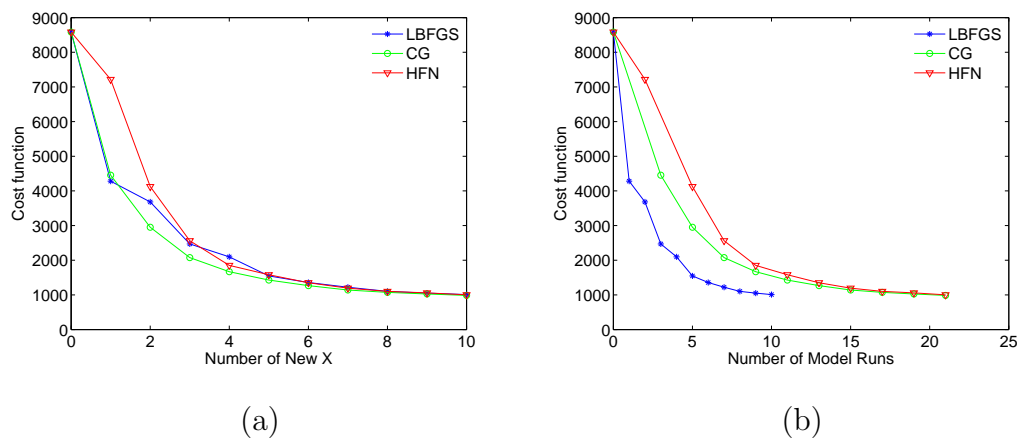 9000
8000
7000
6000
5000
4000
3000
2000
1000
0
Cost function
0 2 4 6 8 10
Number of New X
LBFGS
CG
HFN
(a)
9000
8000
7000
6000
5000
4000
3000
2000
1000
0
Cost function
0 5 10 15 20 25
Number of Model Runs
LBFGS
CG
HFN
(b)